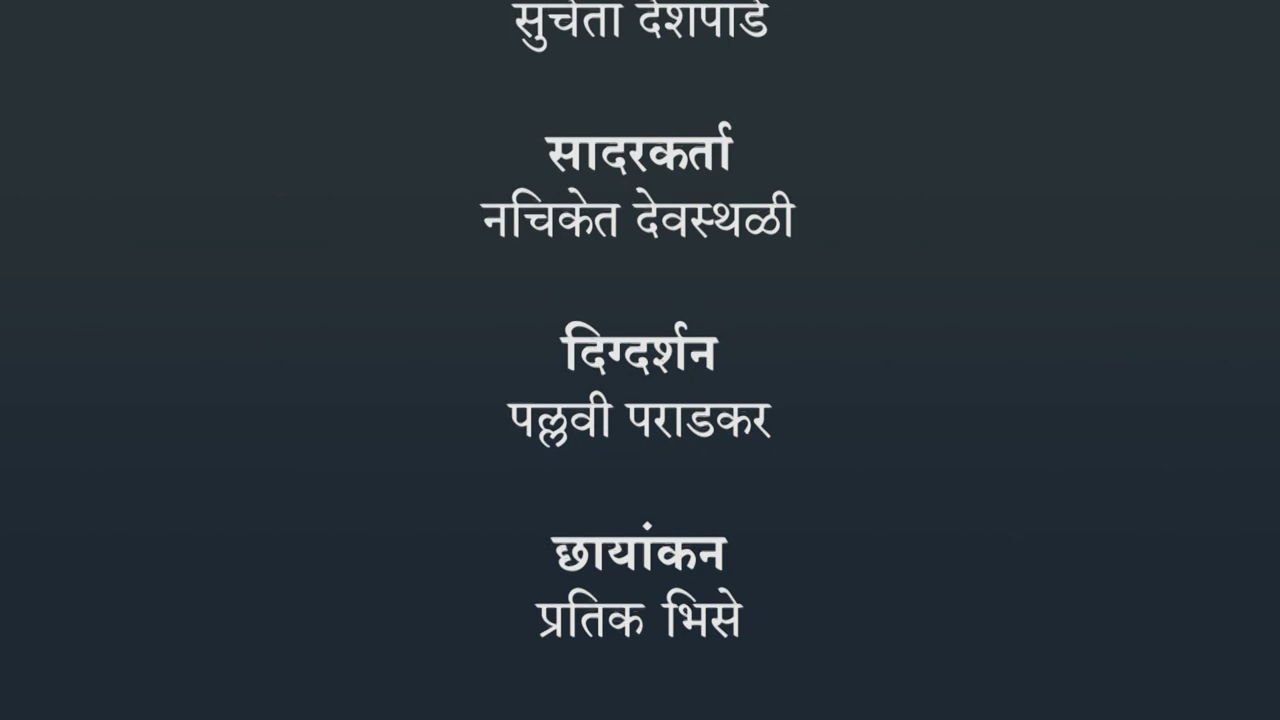 सुचेता देशपांडे
सादरकर्ता
नचिकेत देवस्थळी
दिग्दर्शन
पल्लवी पराडकर
छायांकन
प्रतिक भिसे